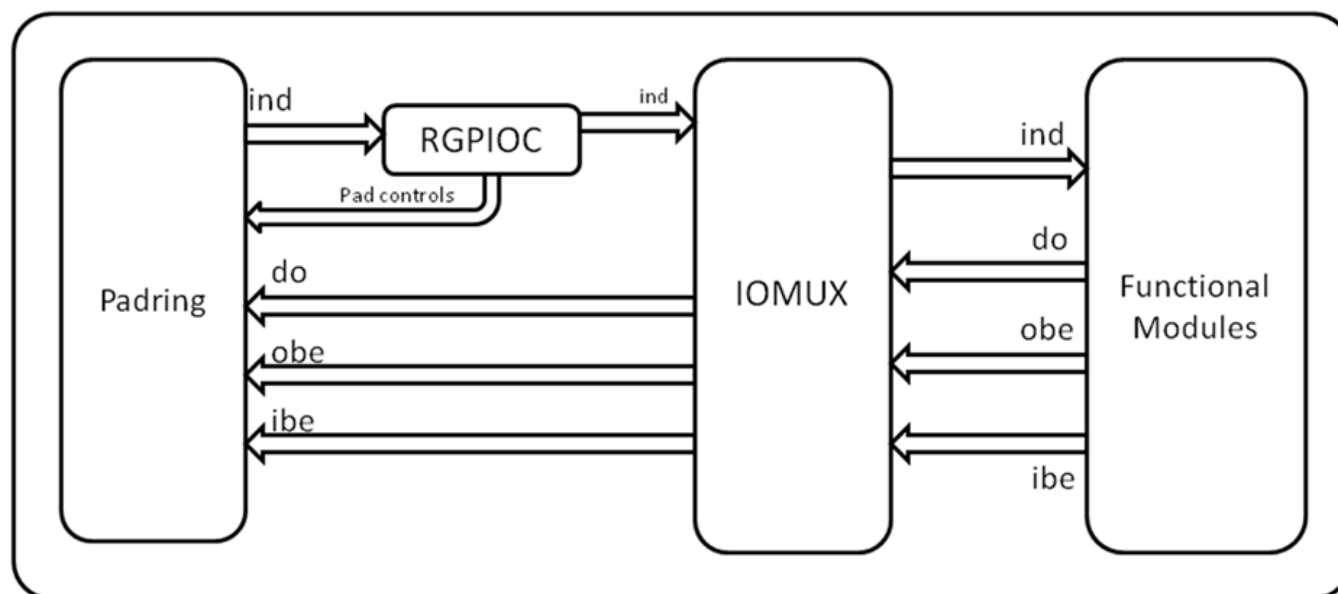 ind
ind
RGPIOC
ind
Pad controls
do
do
Padring
IOMUX
Functional
Modules
obe
obe
ibe
ibe